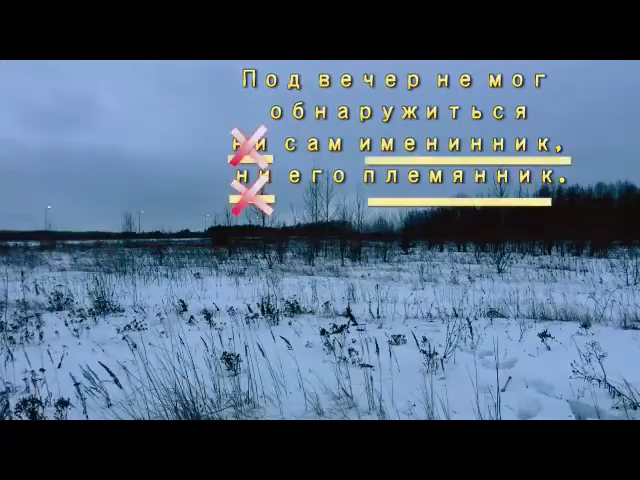 Под вечер не мог
обнаружиться
ни сам именинник,
ни его племянник.